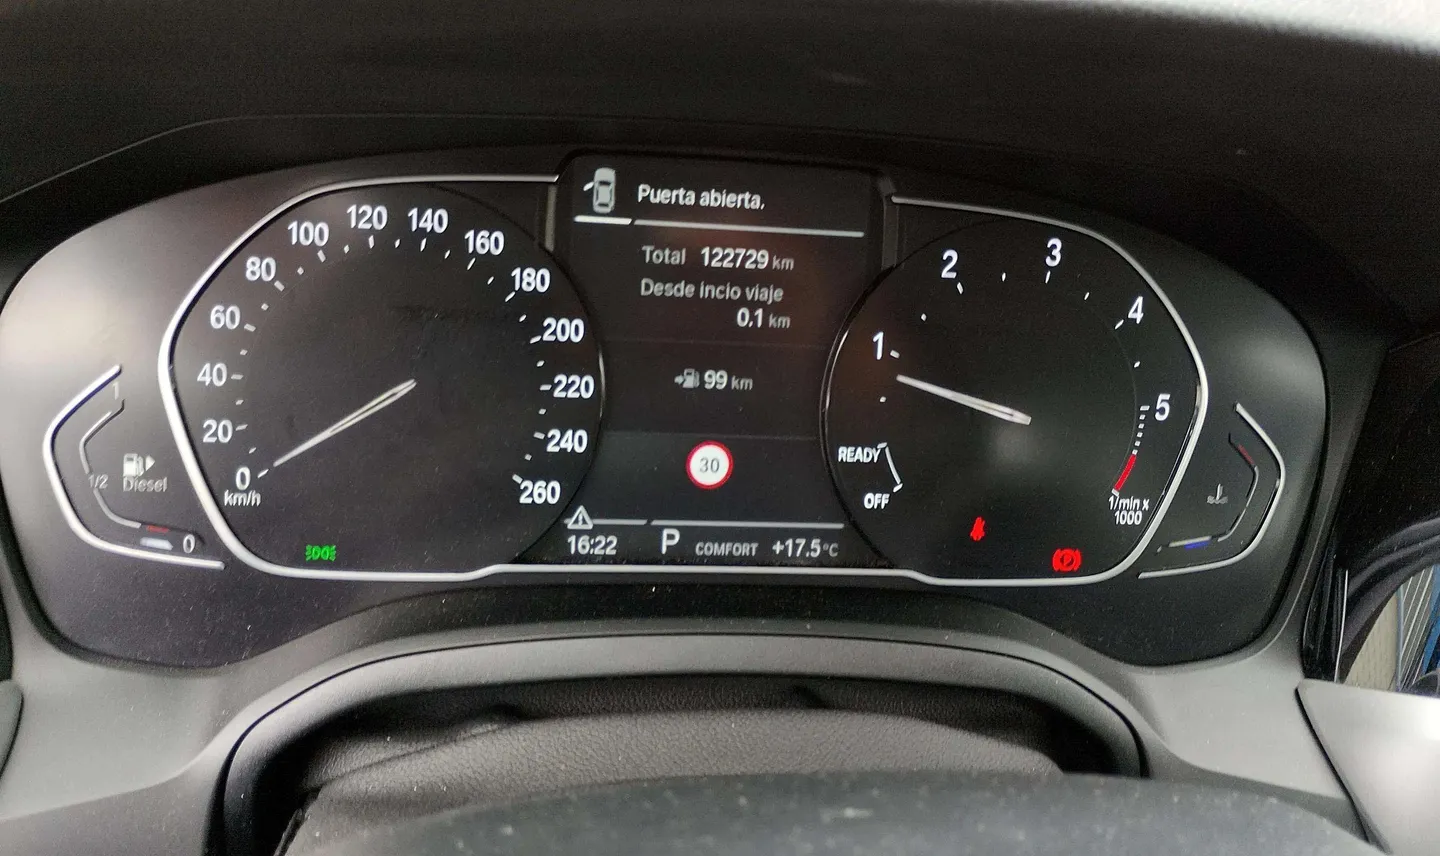 Puerta abierta.
Total 122729 km
Desde incio viaje
0.1 km
99 km
30
16:22 P COMFORT +17.5°C
0
20
40
60
80
100
120
140
160
180
200
220
240
260
km/h
1
1/2
0
Diesel
1
2
3
4
5
READY
OFF
1/min x
1000
P